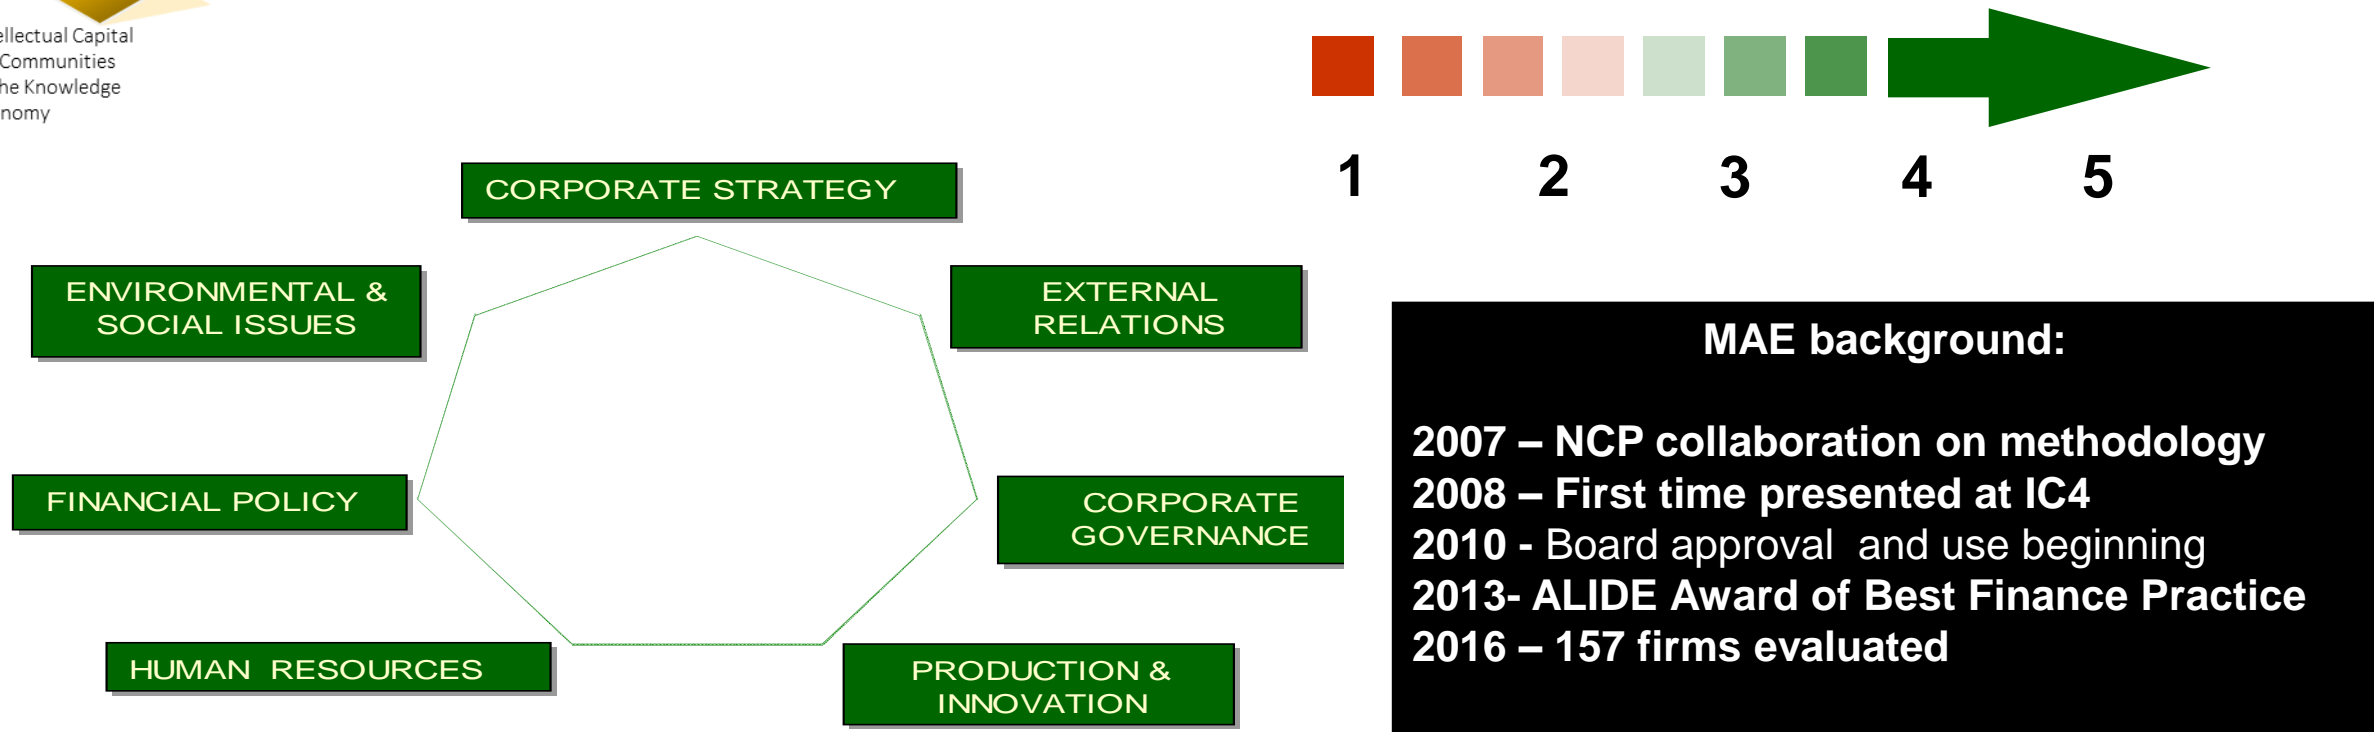 ellectual Capital
Communities
he Knowledge
nomy
1 2 3 4 5
CORPORATE STRATEGY
ENVIRONMENTAL &
SOCIAL ISSUES
EXTERNAL
RELATIONS
FINANCIAL POLICY
CORPORATE
GOVERNANCE
HUMAN RESOURCES
PRODUCTION &
INNOVATION
MAE background:
2007 – NCP collaboration on methodology
2008 – First time presented at IC4
2010 - Board approval and use beginning
2013- ALIDE Award of Best Finance Practice
2016 – 157 firms evaluated